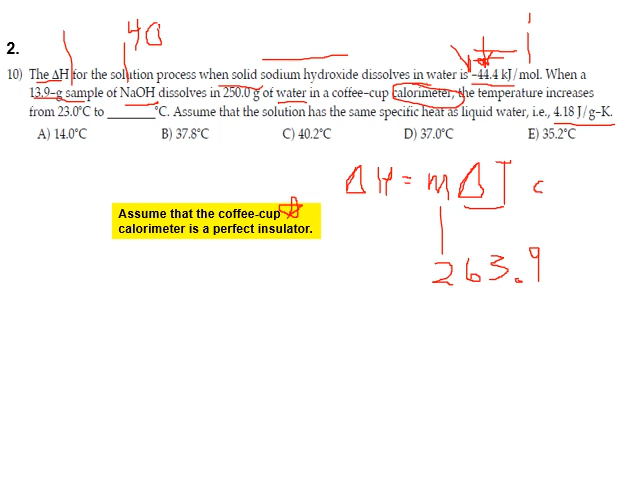 40
2.
10) The ΔH for the solution process when solid sodium hydroxide dissolves in water is -44.4 kJ/mol. When a
13.9-g sample of NaOH dissolves in 250.0 g of water in a coffee-cup calorimeter, the temperature increases
from 23.0°C to ________°C. Assume that the solution has the same specific heat as liquid water, i.e., 4.18 J/g-K.
A) 14.0°C B) 37.8°C C) 40.2°C D) 37.0°C E) 35.2°C
ΔH = m ΔT c
Assume that the coffee-cup
calorimeter is a perfect insulator.
263.9